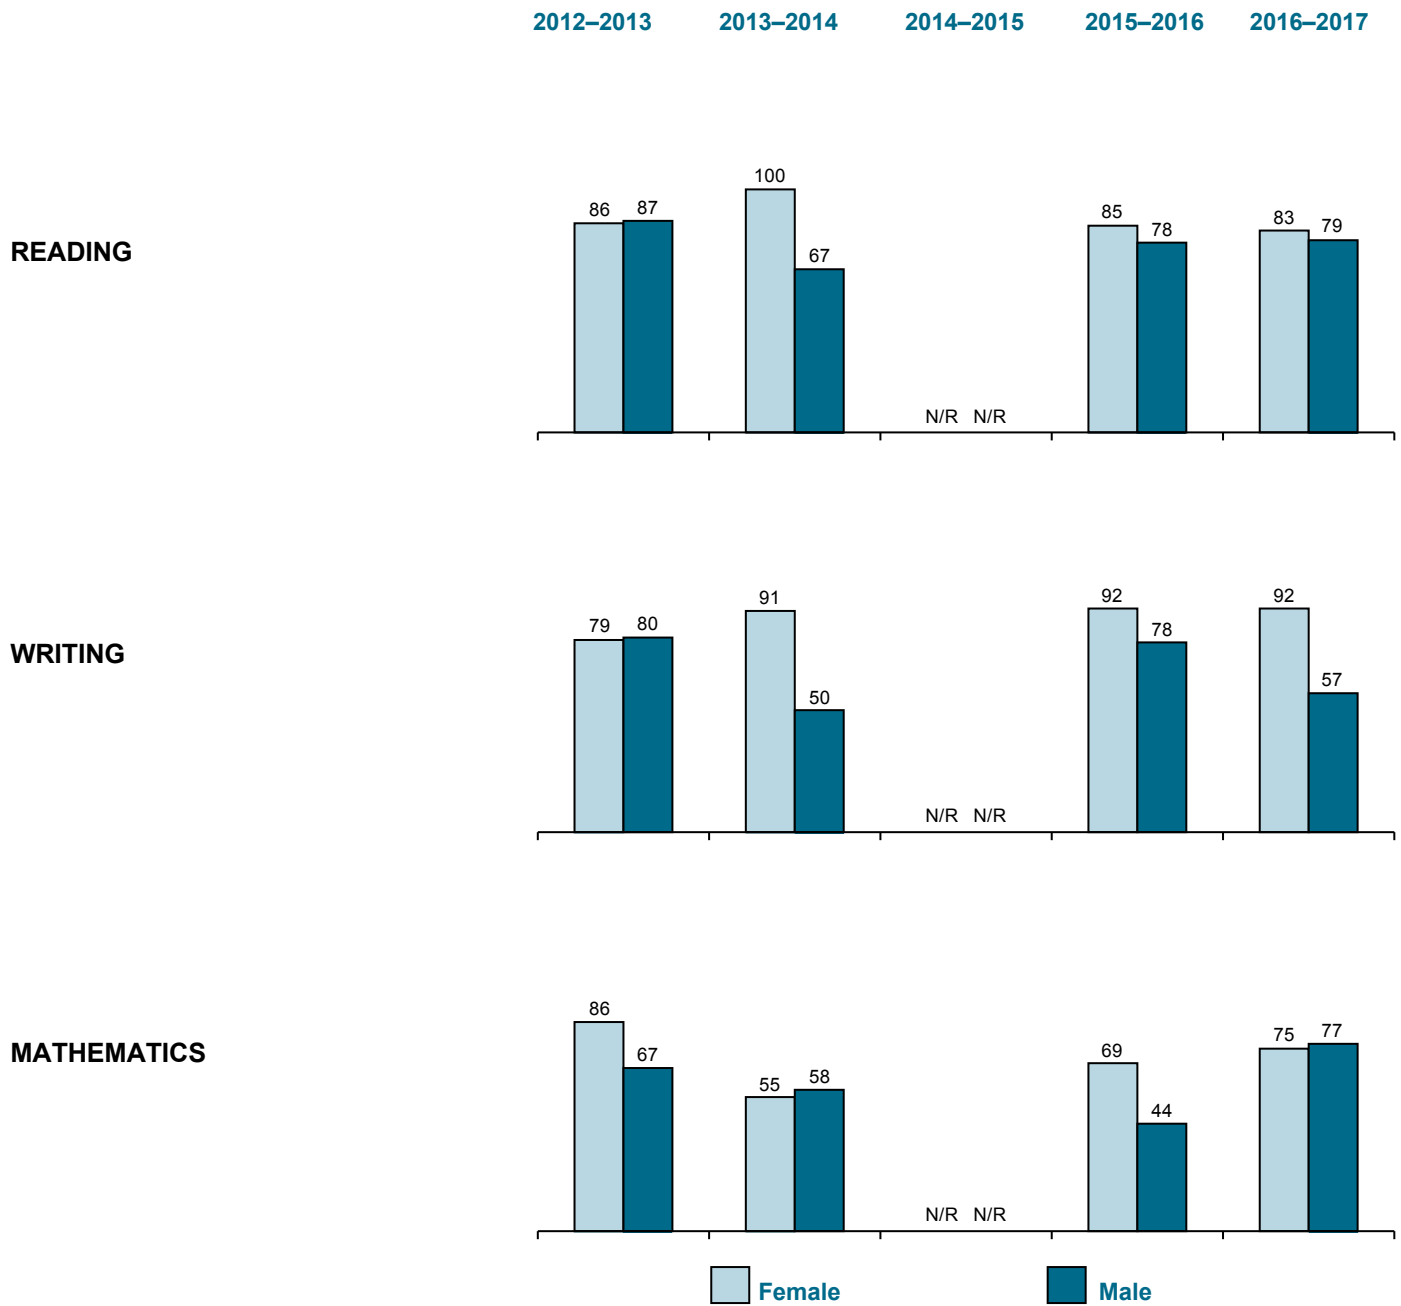 2012–2013 2013–2014 2014–2015 2015–2016 2016–2017
READING
86 87 100 67 N/R N/R 85 78 83 79
WRITING
79 80 91 50 N/R N/R 92 78 92 57
MATHEMATICS
86 67 55 58 N/R N/R 69 44 75 77
Female Male